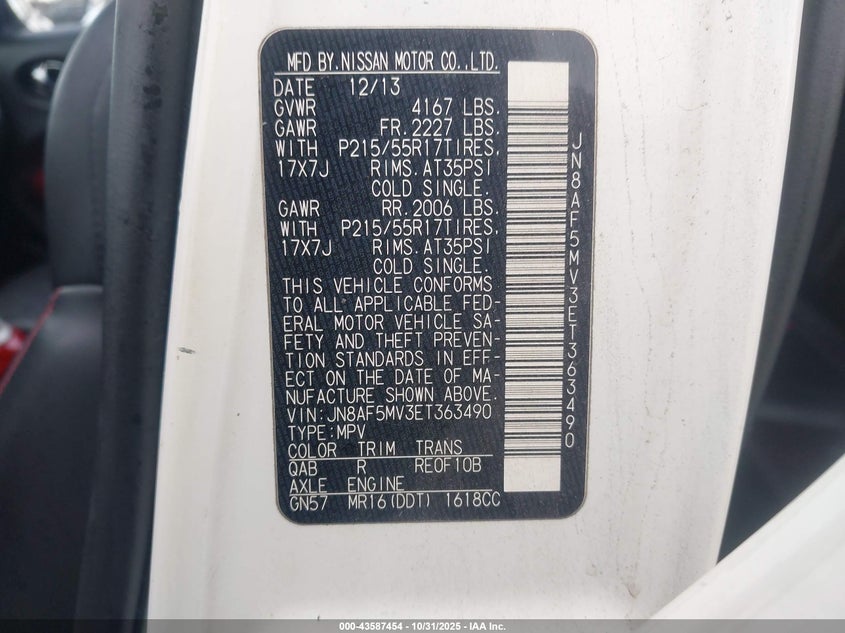 MFD BY.NISSAN MOTOR CO.,LTD.
DATE 12/13
GVWR 4167 LBS.
GAWR FR.2227 LBS.
WITH P215/55R17TIRES,
17X7J RIMS.AT35PSI
COLD SINGLE.
GAWR RR.2006 LBS.
WITH P215/55R17TIRES,
17X7J RIMS.AT35PSI
COLD SINGLE.
THIS VEHICLE CONFORMS
TO ALL APPLICABLE FED-
ERAL MOTOR VEHICLE SA-
FETY AND THEFT PREVEN-
TION STANDARDS IN EFF-
ECT ON THE DATE OF MA-
NUFACTURE SHOWN ABOVE.
VIN:JN8AF5MV3ET363490
TYPE:MPV
COLOR TRIM TRANS
QAB R RE0F10B
AXLE ENGINE
GN57 MR16(DDT) 1618CC
JN8AF5MV3ET363490
000-43587454 - 10/31/2025 - IAA Inc.